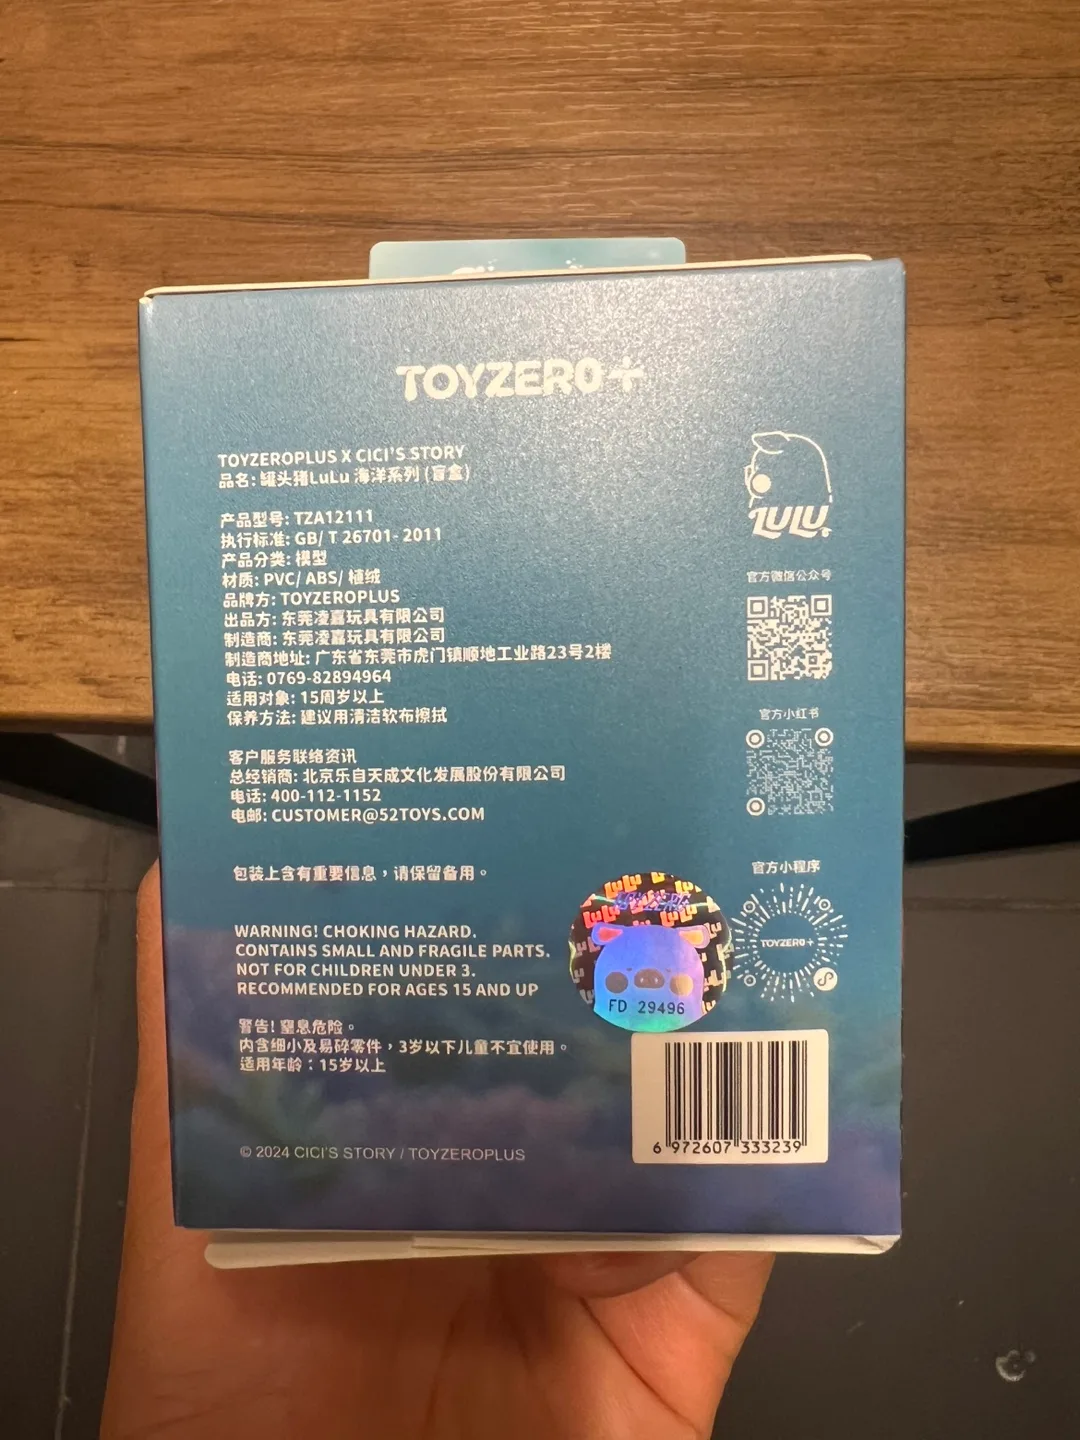 TOYZERO+
TOYZEROPLUS X CICI'S STORY
品名: 罐头猪LuLu 海洋系列 (盲盒)
产品型号: TZA12111
执行标准: GB/ T 26701- 2011
产品分类: 模型
材质: PVC/ ABS/ 植绒
品牌方: TOYZEROPLUS
出品方: 东莞凌嘉玩具有限公司
制造商: 东莞凌嘉玩具有限公司
制造商地址: 广东省东莞市虎门镇顺地工业路23号2楼
电话: 0769-82894964
适用对象: 15周岁以上
保养方法: 建议用清洁软布擦拭
客户服务联络资讯
总经销商: 北京乐自天成文化发展股份有限公司
电话: 400-112-1152
电邮: CUSTOMER@52TOYS.COM
包装上含有重要信息，请保留备用。
WARNING! CHOKING HAZARD.
CONTAINS SMALL AND FRAGILE PARTS.
NOT FOR CHILDREN UNDER 3.
RECOMMENDED FOR AGES 15 AND UP
警告! 窒息危险。
内含细小及易碎零件，3岁以下儿童不宜使用。
适用年龄：15岁以上
© 2024 CICI'S STORY / TOYZEROPLUS
LULU
官方微信公众号
官方小红书
官方小程序
TOYZERO+
LuLu
FD 29496
6 972607 333239